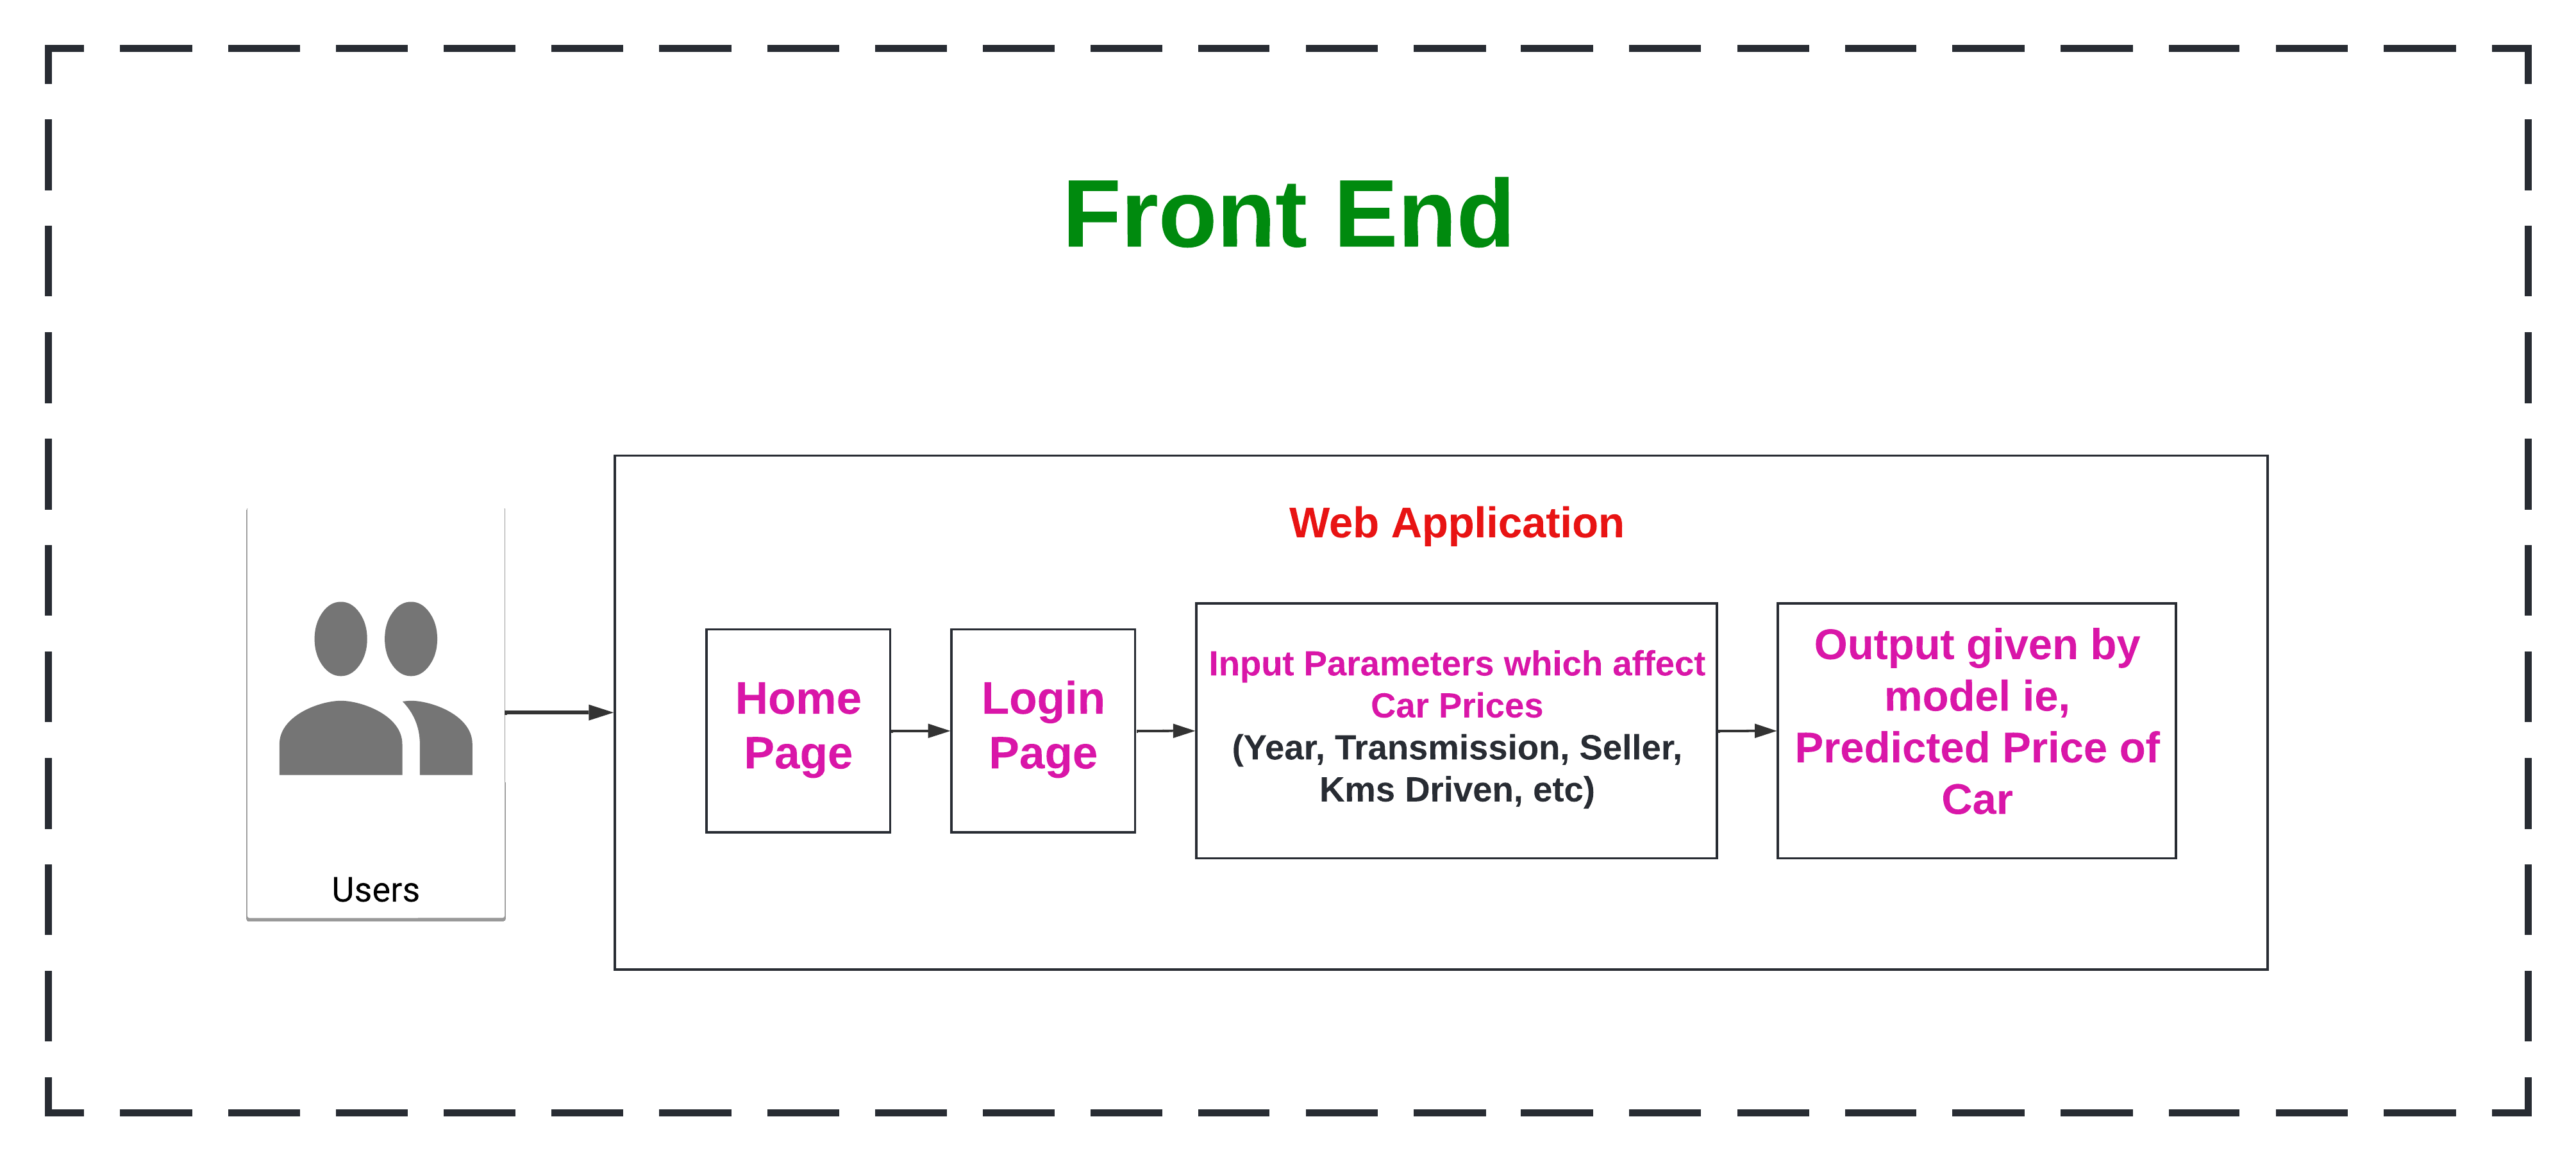 Front End
Web Application
Home
Page
Login
Page
Input Parameters which affect
Car Prices
(Year, Transmission, Seller,
Kms Driven, etc)
Output given by
model ie,
Predicted Price of
Car
Users